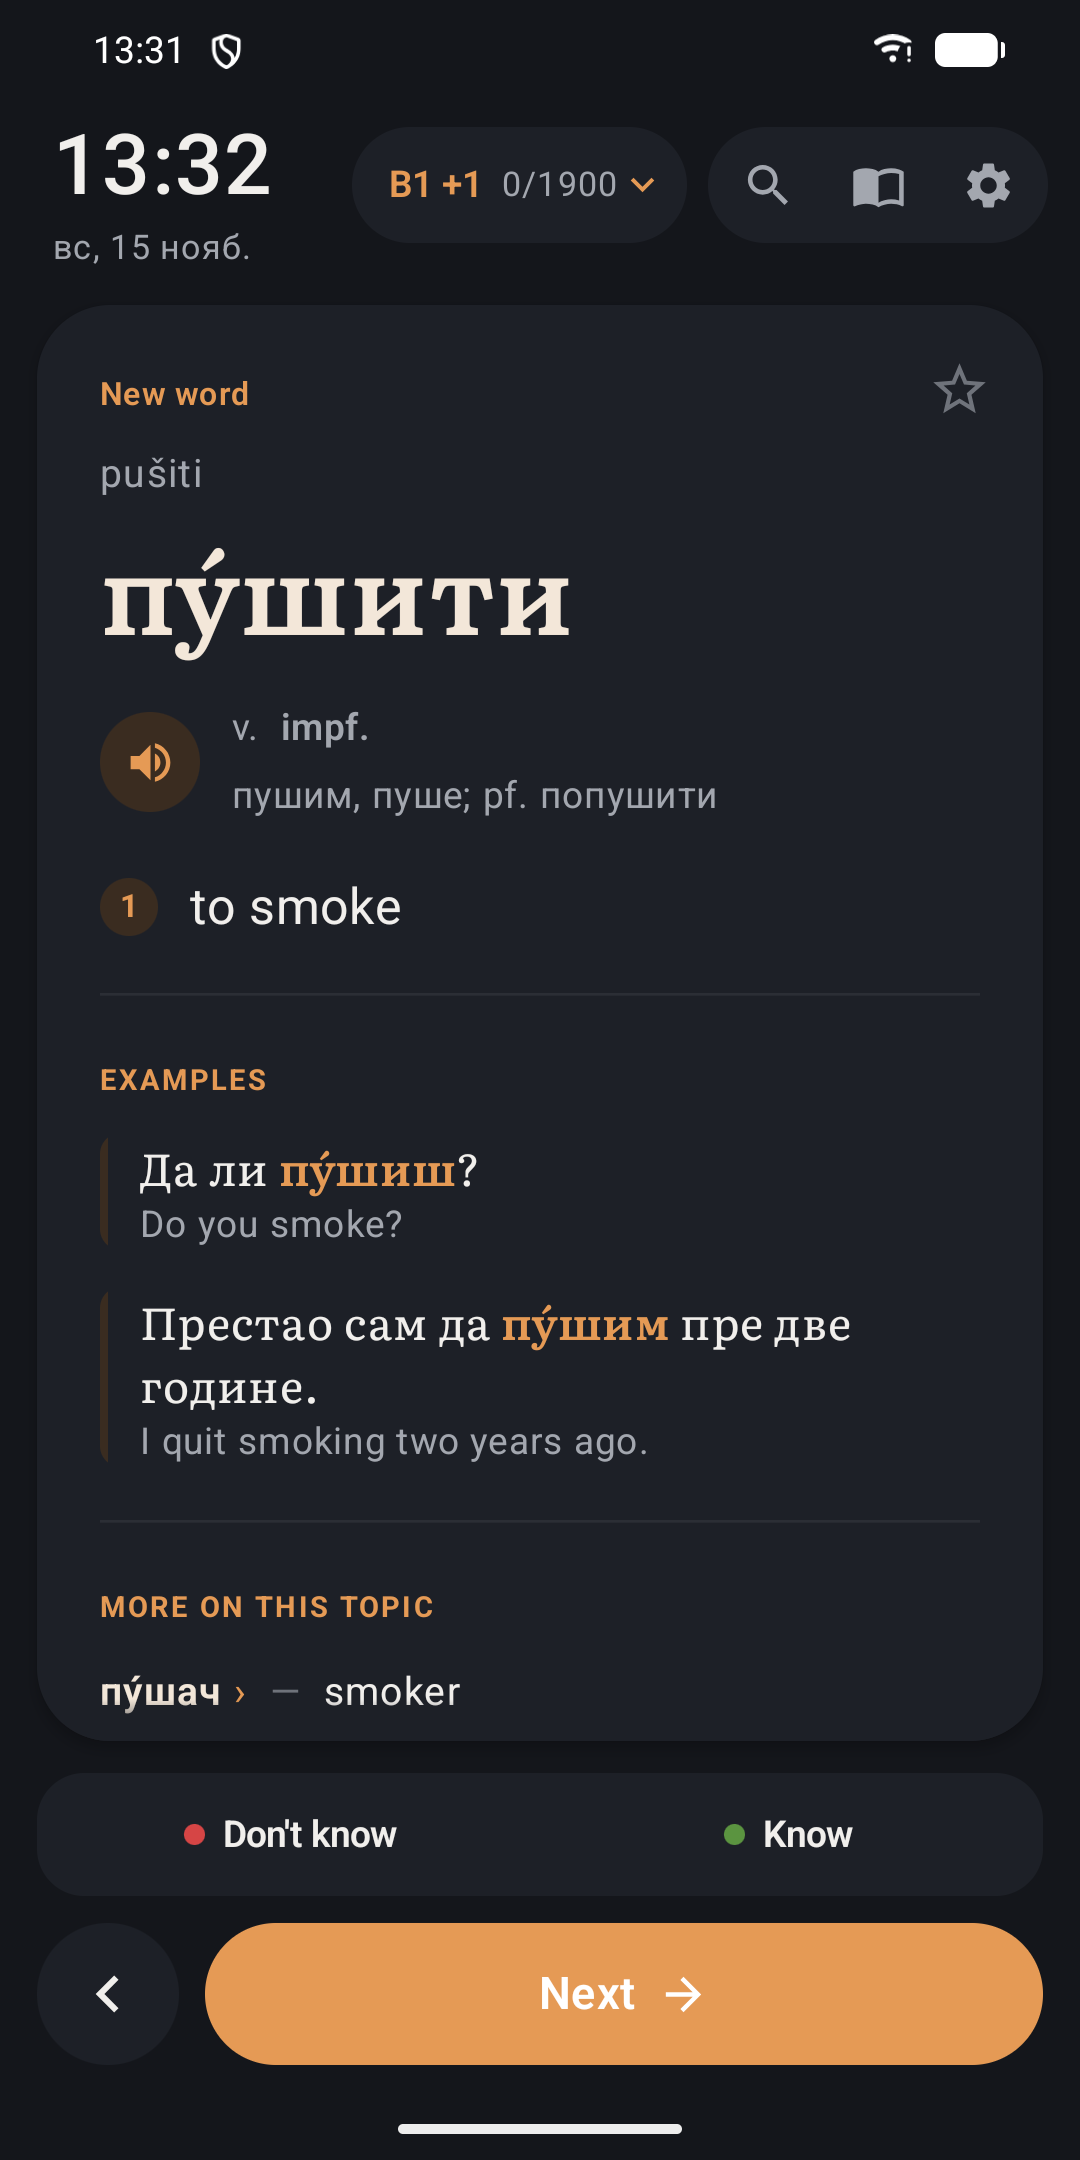 13:31
13:32
вс, 15 нояб.
B1 +1 0/1900
New word
pušiti
пу́шити
v. impf.
пушим, пуше; pf. попушити
1 to smoke
EXAMPLES
Да ли пу́шиш?
Do you smoke?
Престао сам да пу́шим пре две
године.
I quit smoking two years ago.
MORE ON THIS TOPIC
пу́шач › — smoker
Don't know
Know
Next →